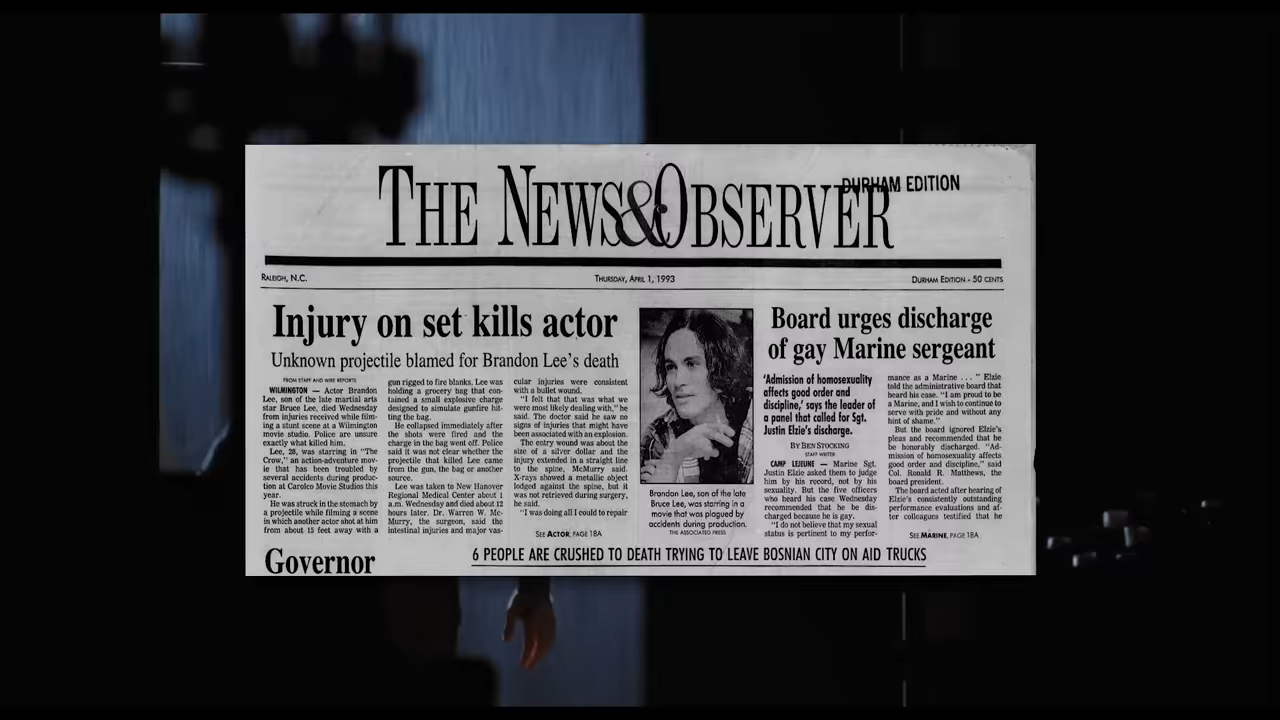 THE NEWS&OBSERVER
DURHAM EDITION
RALEIGH, N.C.
THURSDAY, APRIL 1, 1993
DURHAM EDITION • 50 CENTS
Injury on set kills actor
Unknown projectile blamed for Brandon Lee's death
FROM STAFF AND WIRE REPORTS
WILMINGTON — Actor Brandon
Lee, son of the late martial arts
star Bruce Lee, died Wednesday
from injuries received while film-
ing a stunt scene at a Wilmington
movie studio. Police are unsure
exactly what killed him.
Lee, 28, was starring in "The
Crow," an action-adventure mov-
ie that has been troubled by
several accidents during produc-
tion at Carolco Movie Studios this
year.
He was struck in the stomach by
a projectile while filming a scene
in which another actor shot at him
from about 15 feet away with a
gun rigged to fire blanks. Lee was
holding a grocery bag that con-
tained a small explosive charge
designed to simulate gunfire hit-
ting the bag.
He collapsed immediately after
the shots were fired and the
charge in the bag went off. Police
said it was not clear whether the
projectile that killed Lee came
from the gun, the bag or another
source.
Lee was taken to New Hanover
Regional Medical Center about 1
a.m. Wednesday and died about 12
hours later. Dr. Warren W. Mc-
Murry, the surgeon, said the
intestinal injuries and major vas-
cular injuries were consistent
with a bullet wound.
"I felt that that was what we
were most likely dealing with," he
said. The doctor said he saw no
signs of injuries that might have
been associated with an explosion.
The entry wound was about the
size of a silver dollar and the
injury extended in a straight line
to the spine, McMurry said.
X-rays showed a metallic object
lodged against the spine, but it
was not retrieved during surgery,
he said.
"I was doing all I could to repair
SEE ACTOR, PAGE 18A
Brandon Lee, son of the late
Bruce Lee, was starring in a
movie that was plagued by
accidents during production.
THE ASSOCIATED PRESS
Board urges discharge
of gay Marine sergeant
'Admission of homosexuality
affects good order and
discipline,' says the leader of
a panel that called for Sgt.
Justin Elzie's discharge.
BY BEN STOCKING
STAFF WRITER
CAMP LEJEUNE — Marine Sgt.
Justin Elzie asked them to judge
him by his record, not by his
sexuality. But the five officers
who heard his case Wednesday
recommended that he be dis-
charged because he is gay.
"I do not believe that my sexual
status is pertinent to my perfor-
mance as a Marine . . . " Elzie
told the administrative board that
heard his case. "I am proud to be
a Marine, and I wish to continue to
serve with pride and without any
hint of shame."
But the board ignored Elzie's
pleas and recommended that he
be honorably discharged. "Ad-
mission of homosexuality affects
good order and discipline," said
Col. Ronald R. Matthews, the
board president.
The board acted after hearing of
Elzie's consistently outstanding
performance evaluations and af-
ter colleagues testified that he
SEE MARINE, PAGE 18A
Governor
6 PEOPLE ARE CRUSHED TO DEATH TRYING TO LEAVE BOSNIAN CITY ON AID TRUCKS